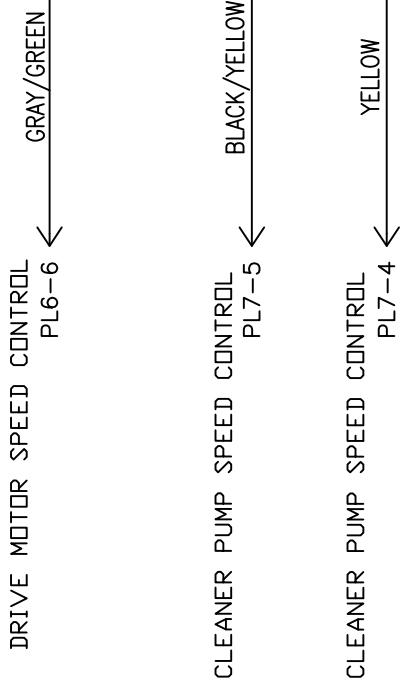 GRAY/GREEN
DRIVE MOTOR SPEED CONTROL
PL6-6
BLACK/YELLOW
CLEANER PUMP SPEED CONTROL
PL7-5
YELLOW
CLEANER PUMP SPEED CONTROL
PL7-4